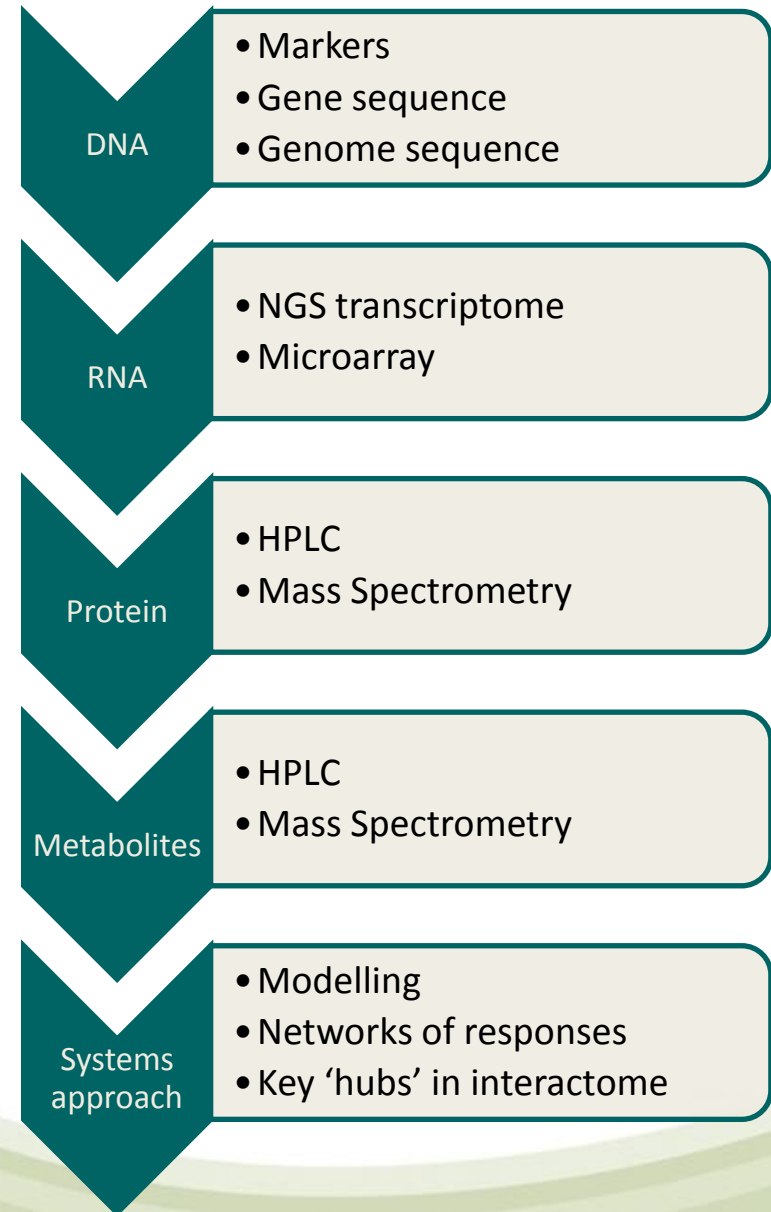 DNA
• Markers
• Gene sequence
• Genome sequence
RNA
• NGS transcriptome
• Microarray
Protein
• HPLC
• Mass Spectrometry
Metabolites
• HPLC
• Mass Spectrometry
Systems
approach
• Modelling
• Networks of responses
• Key ‘hubs’ in interactome